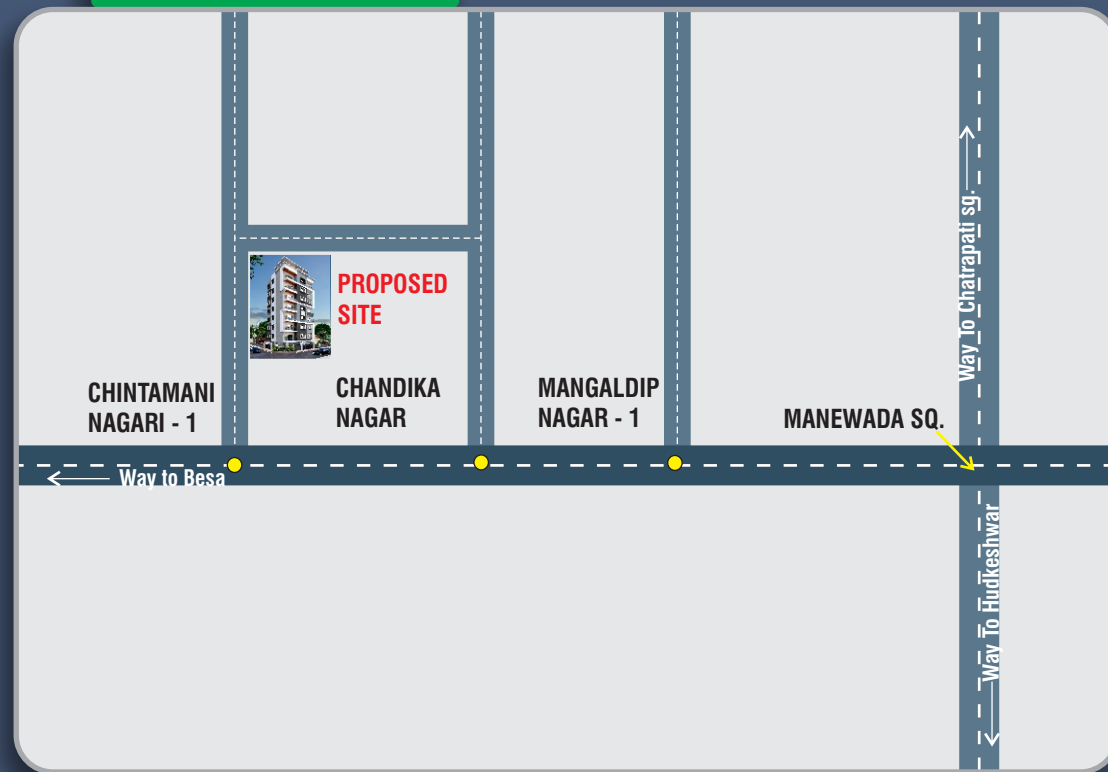 PROPOSED
SITE
CHINTAMANI
NAGARI - 1
CHANDIKA
NAGAR
MANGALDIP
NAGAR - 1
MANEWADA SQ.
Way To Chatrapati sq.
Way to Besa
Way To Hudkeshwar